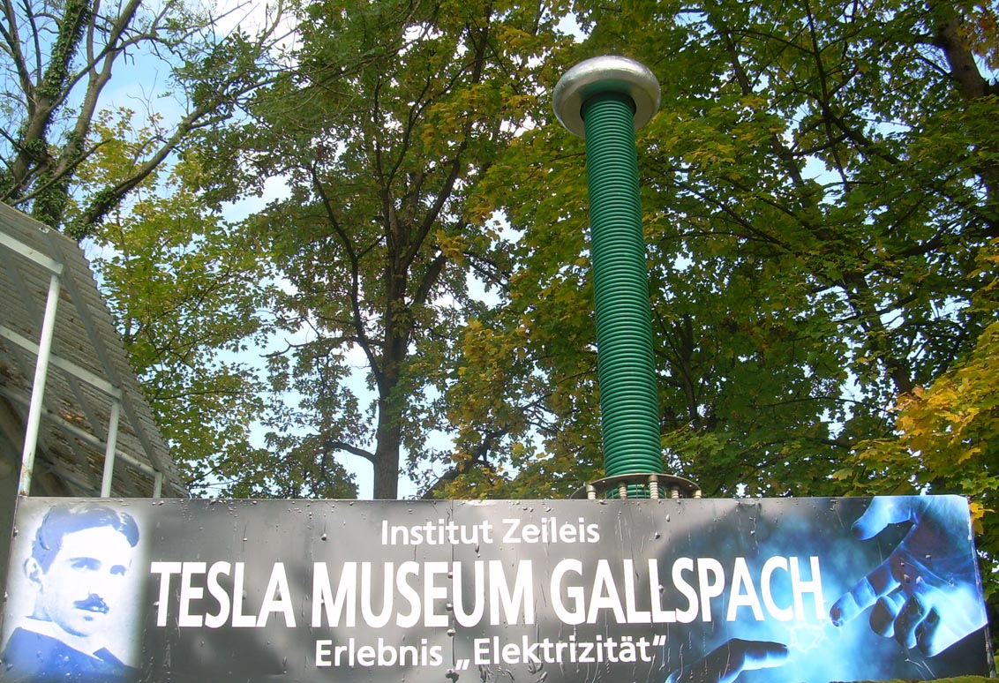 Institut Zeileis
TESLA MUSEUM GALLSPACH
Erlebnis „Elektrizität“